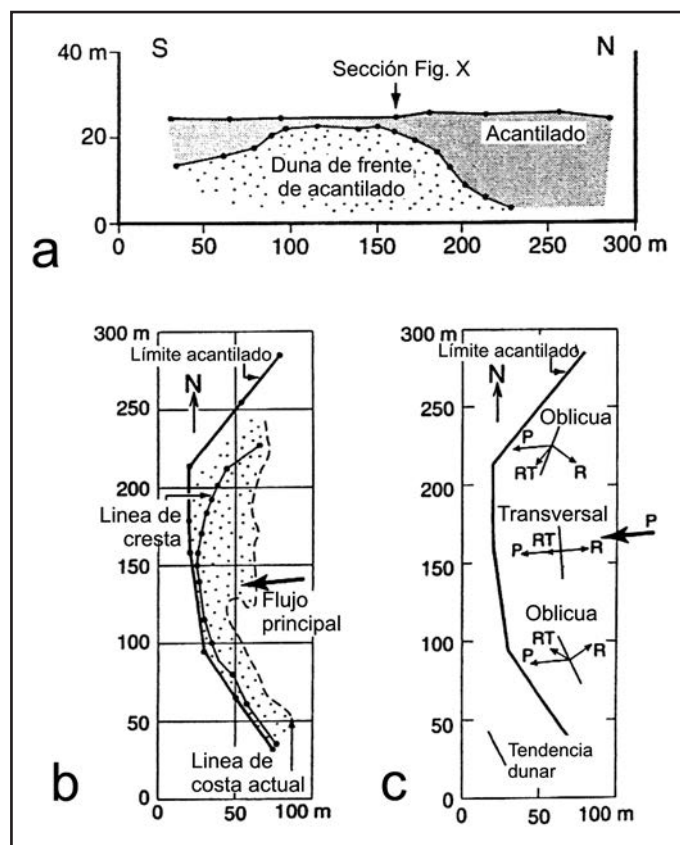 40 m
S
N
Sección Fig. X
20
Acantilado
Duna de frente
de acantilado
0
0
50
100
150
200
250
300 m
a
300 m
Límite acantilado
N
250
200
Linea de
cresta
150
Flujo
principal
100
50
Linea de
costa actual
0
0
50
100 m
b
300 m
Límite acantilado
N
250
Oblicua
P
RT
R
200
Transversal
P
RT
P
R
150
Oblicua
RT
R
P
100
50
Tendencia
dunar
0
0
50
100 m
c